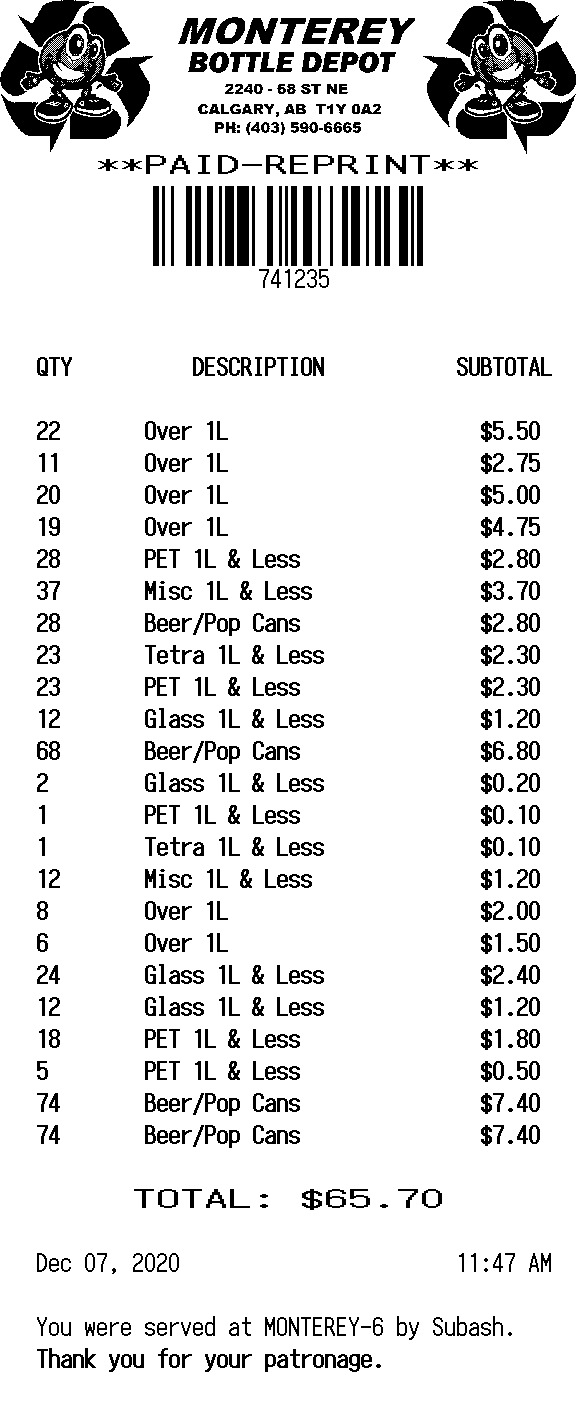 MONTEREY
BOTTLE DEPOT
2240 - 68 ST NE
CALGARY, AB T1Y 0A2
PH: (403) 590-6665
**PAID-REPRINT**
741235
QTY DESCRIPTION SUBTOTAL
22 Over 1L $5.50
11 Over 1L $2.75
20 Over 1L $5.00
19 Over 1L $4.75
28 PET 1L & Less $2.80
37 Misc 1L & Less $3.70
28 Beer/Pop Cans $2.80
23 Tetra 1L & Less $2.30
23 PET 1L & Less $2.30
12 Glass 1L & Less $1.20
68 Beer/Pop Cans $6.80
2 Glass 1L & Less $0.20
1 PET 1L & Less $0.10
1 Tetra 1L & Less $0.10
12 Misc 1L & Less $1.20
8 Over 1L $2.00
6 Over 1L $1.50
24 Glass 1L & Less $2.40
12 Glass 1L & Less $1.20
18 PET 1L & Less $1.80
5 PET 1L & Less $0.50
74 Beer/Pop Cans $7.40
74 Beer/Pop Cans $7.40
TOTAL: $65.70
Dec 07, 2020 11:47 AM
You were served at MONTEREY-6 by Subash.
Thank you for your patronage.